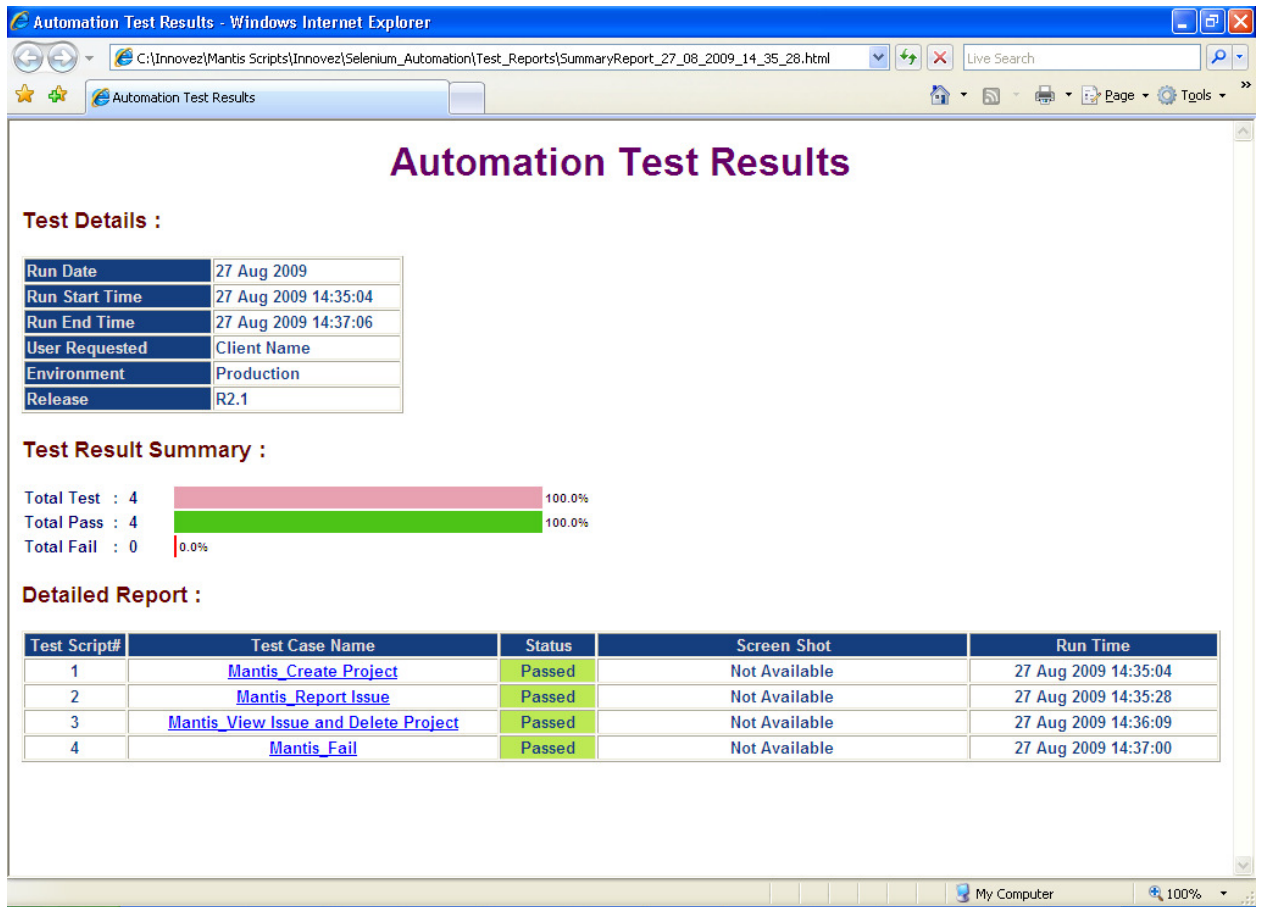 Automation Test Results - Windows Internet Explorer
C:\Innovez\Mantis Scripts\Innovez\Selenium_Automation\Test_Reports\SummaryReport_27_08_2009_14_35_28.html
Live Search
Automation Test Results
Page
Tools
»
Automation Test Results
Test Details :
Run Date 27 Aug 2009
Run Start Time 27 Aug 2009 14:35:04
Run End Time 27 Aug 2009 14:37:06
User Requested Client Name
Environment Production
Release R2.1
Test Result Summary :
Total Test : 4 100.0%
Total Pass : 4 100.0%
Total Fail : 0 0.0%
Detailed Report :
Test Script# Test Case Name Status Screen Shot Run Time
1 Mantis_Create Project Passed Not Available 27 Aug 2009 14:35:04
2 Mantis_Report Issue Passed Not Available 27 Aug 2009 14:35:28
3 Mantis_View Issue and Delete Project Passed Not Available 27 Aug 2009 14:36:09
4 Mantis_Fail Passed Not Available 27 Aug 2009 14:37:00
My Computer 100%